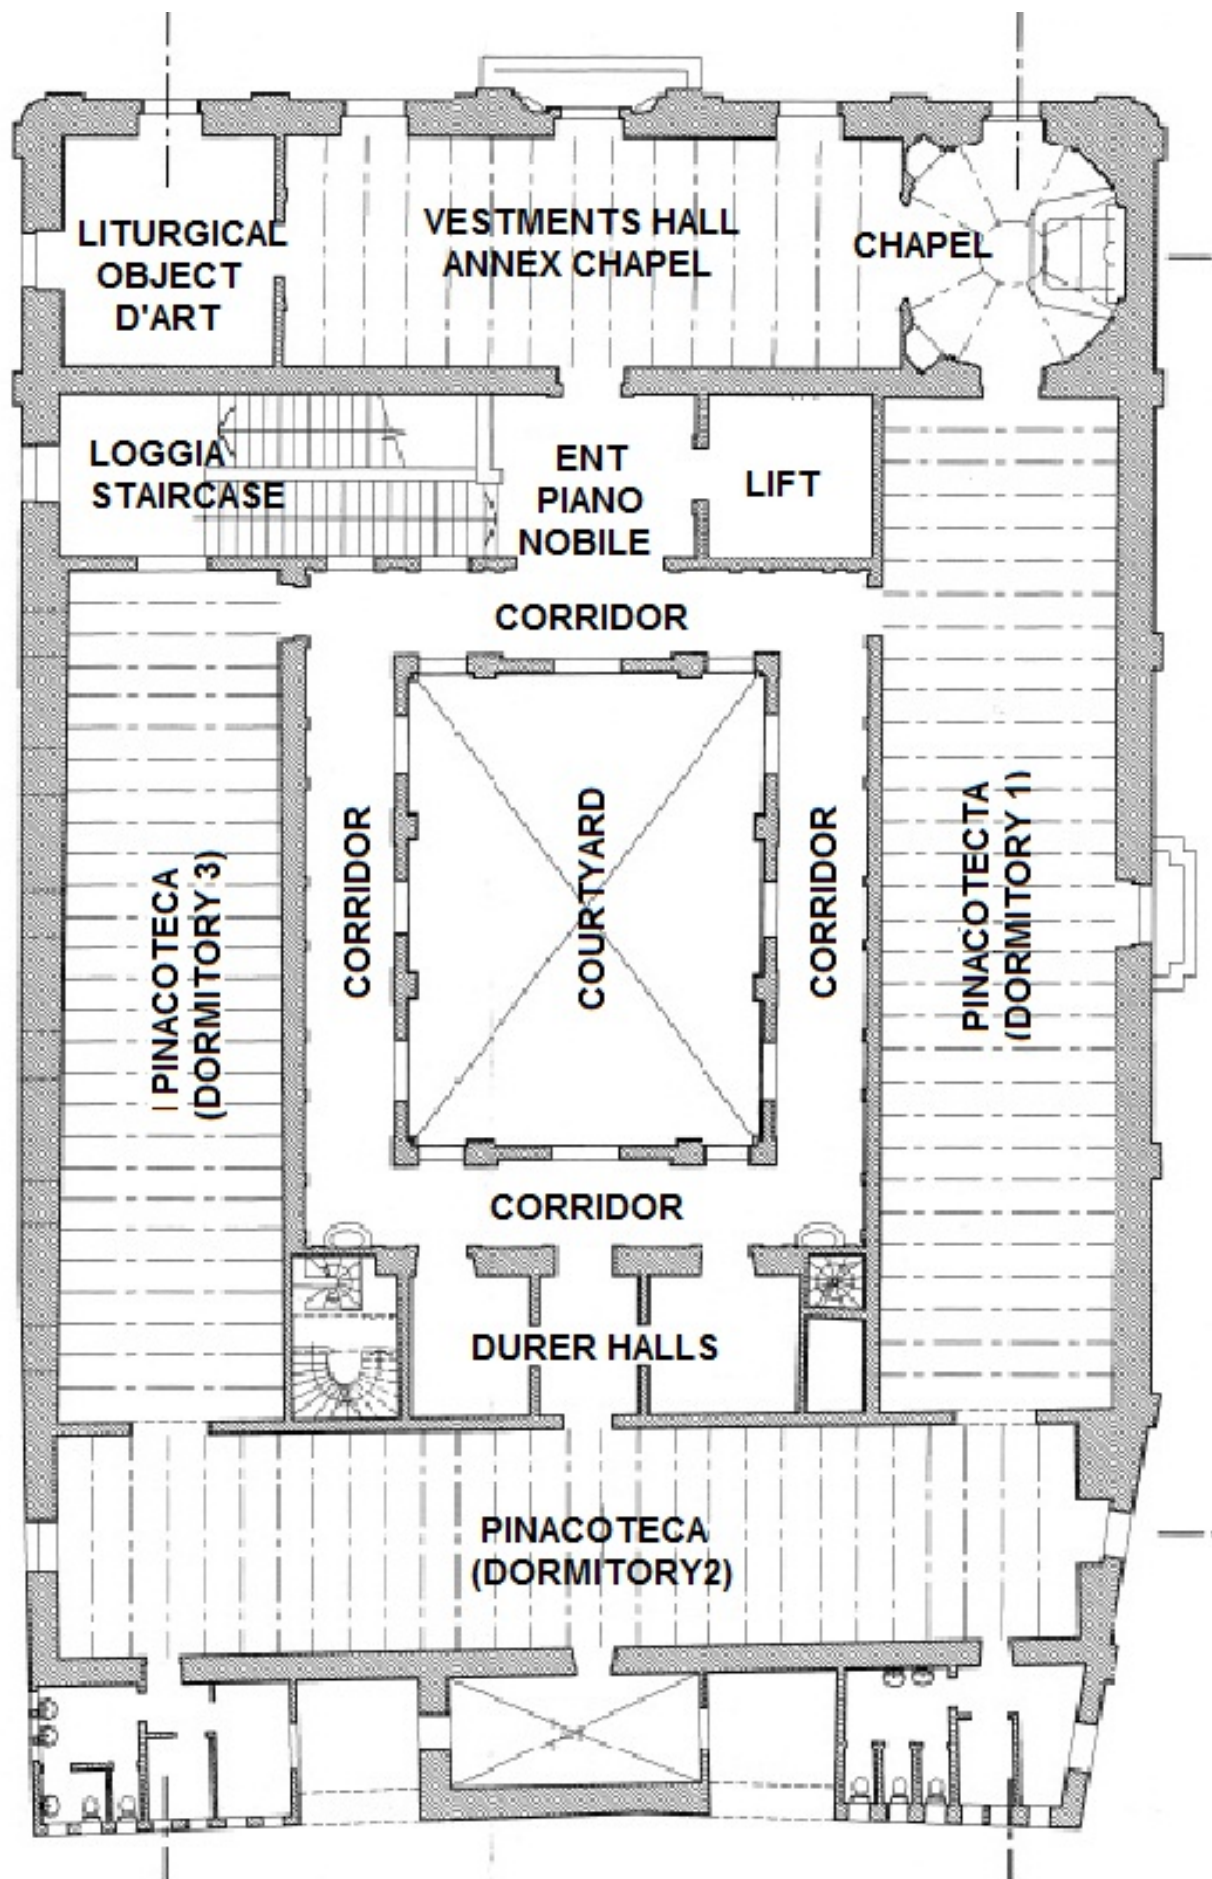 LITURGICAL
OBJECT
D'ART
VESTMENTS HALL
ANNEX CHAPEL
CHAPEL
LOGGIA
STAIRCASE
ENT
PIANO
NOBILE
LIFT
CORRIDOR
PINACOTECA
(DORMITORY 3)
CORRIDOR
COURTYARD
CORRIDOR
PINACOTECTA
(DORMITORY 1)
CORRIDOR
DURER HALLS
PINACOTECA
(DORMITORY2)